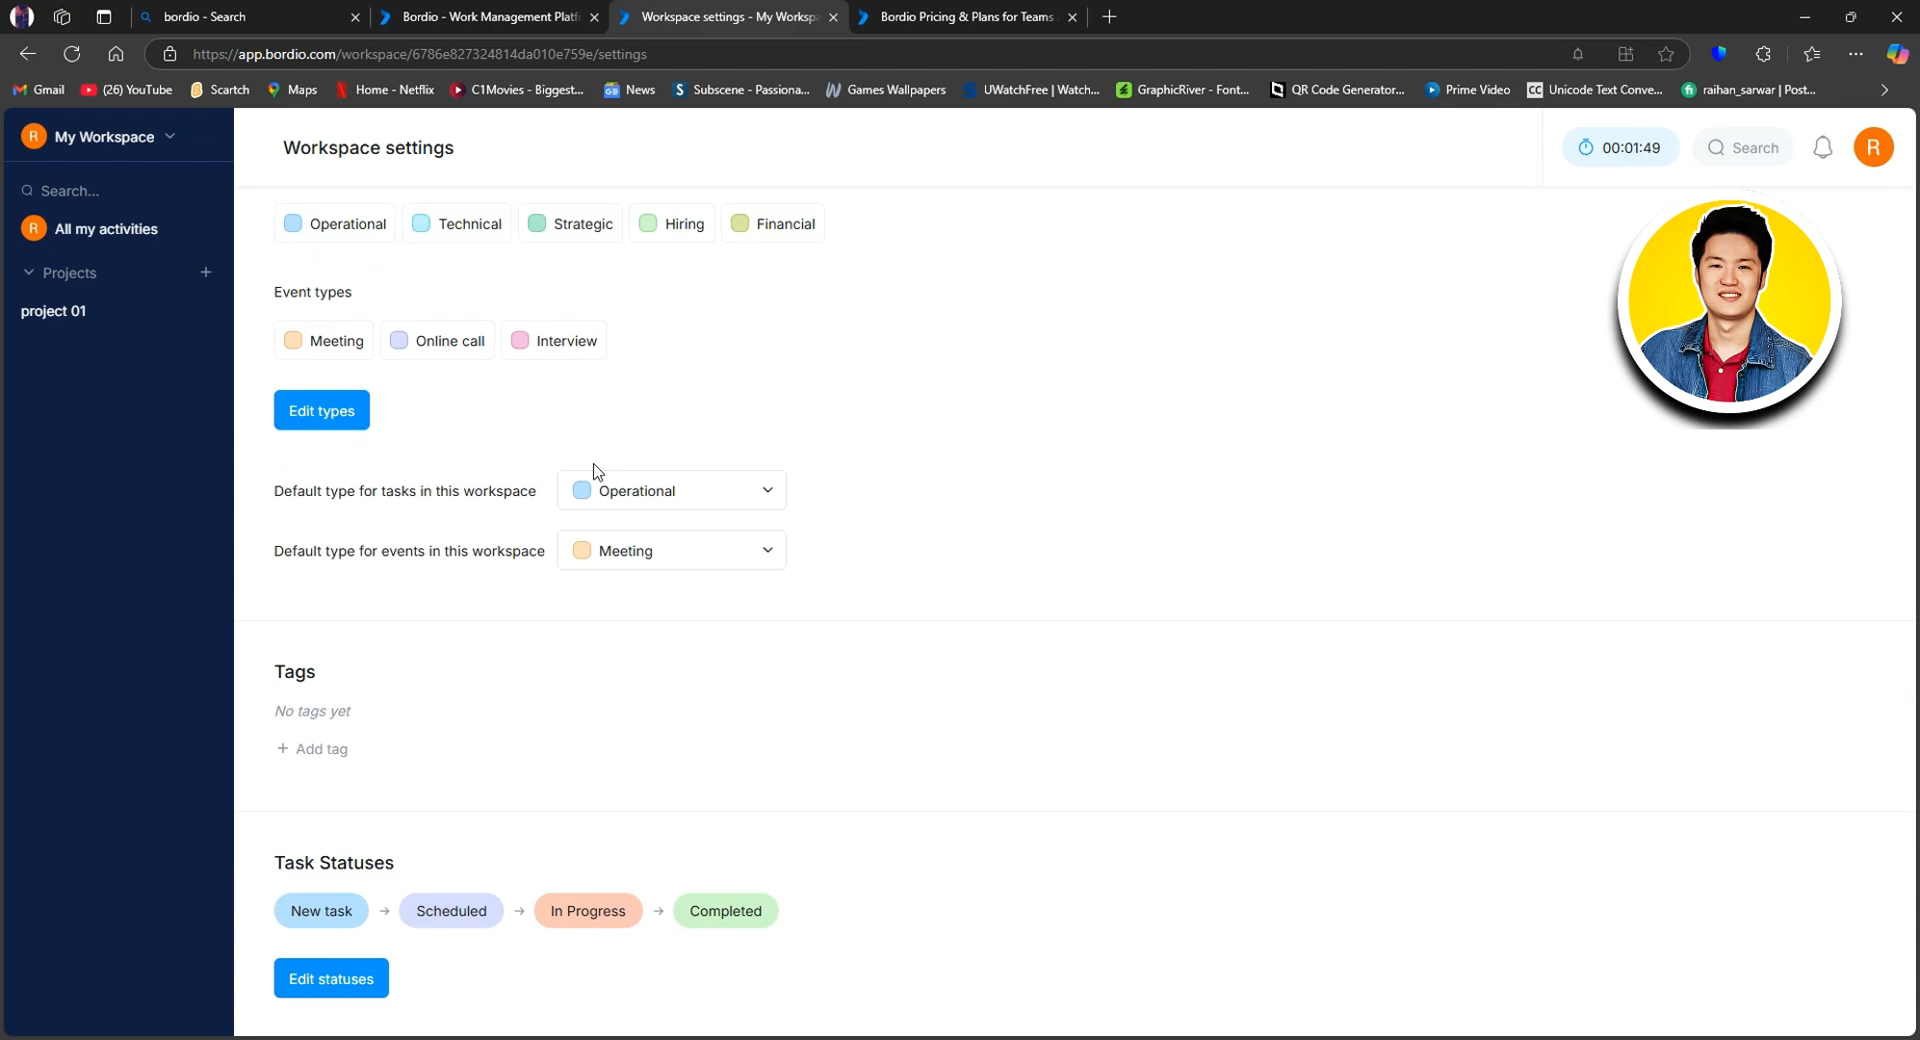 bordio - Search
Bordio - Work Management Platf
Workspace settings - My Worksp
Bordio Pricing & Plans for Teams
https://app.bordio.com/workspace/6786e827324814da010e759e/settings
Gmail
(26) YouTube
Scartch
Maps
Home - Netflix
C1Movies - Biggest...
News
Subscene - Passiona...
Games Wallpapers
UWatchFree | Watch...
GraphicRiver - Font...
QR Code Generator...
Prime Video
Unicode Text Conve...
raihan_sarwar | Post...
R My Workspace
Workspace settings
00:01:49
Search
R
Search...
R All my activities
Projects +
project 01
Operational Technical Strategic Hiring Financial
Event types
Meeting Online call Interview
Edit types
Default type for tasks in this workspace Operational
Default type for events in this workspace Meeting
Tags
No tags yet
+ Add tag
Task Statuses
New task → Scheduled → In Progress → Completed
Edit statuses